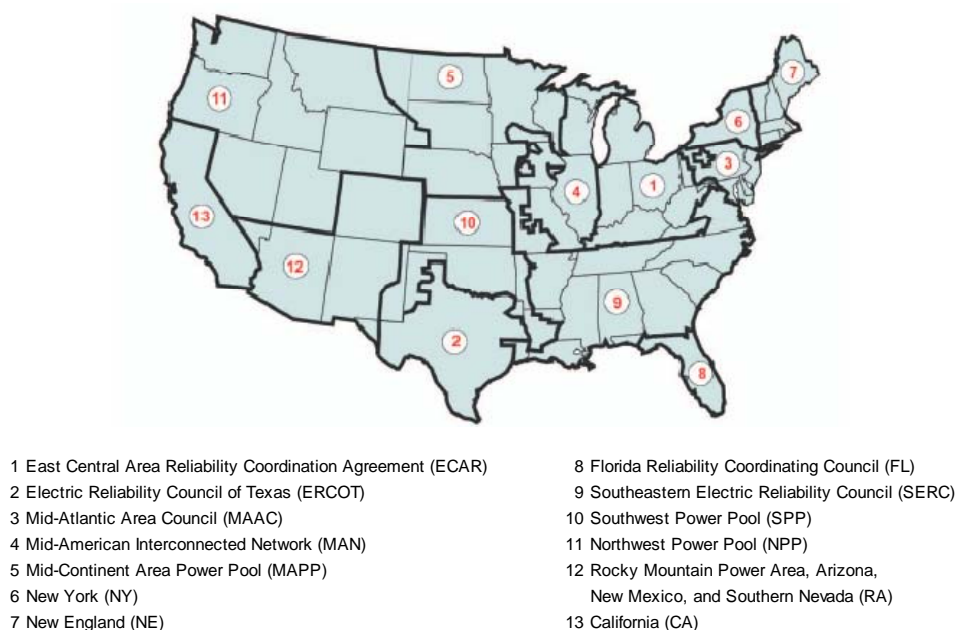 5
7
11
6
3
4
1
13
10
12
9
2
8
1 East Central Area Reliability Coordination Agreement (ECAR)
2 Electric Reliability Council of Texas (ERCOT)
3 Mid-Atlantic Area Council (MAAC)
4 Mid-American Interconnected Network (MAN)
5 Mid-Continent Area Power Pool (MAPP)
6 New York (NY)
7 New England (NE)
8 Florida Reliability Coordinating Council (FL)
9 Southeastern Electric Reliability Council (SERC)
10 Southwest Power Pool (SPP)
11 Northwest Power Pool (NPP)
12 Rocky Mountain Power Area, Arizona,
New Mexico, and Southern Nevada (RA)
13 California (CA)